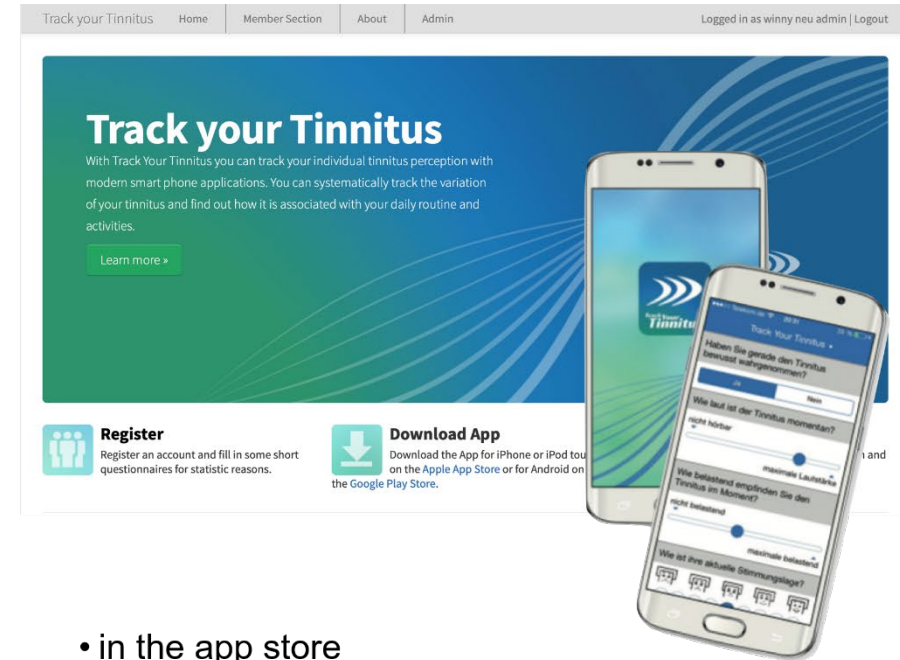 Track your Tinnitus Home Member Section About Admin Logged in as winny neu admin | Logout
Track your Tinnitus
With Track Your Tinnitus you can track your individual tinnitus perception with
modern smart phone applications. You can systematically track the variation
of your tinnitus and find out how it is associated with your daily routine and
activities.
Learn more »
Tinnitu
Register
Register an account and fill in some short
questionnaires for statistic reasons.
Download App
Download the App for iPhone or iPod tou
on the Apple App Store or for Android on
the Google Play Store.
and
Track Your Tinnitus
Haben Sie gerade den Tinnitus
bewusst wahrgenommen?
Ja Nein
Wie laut ist der Tinnitus momentan?
nicht hörbar
maximale Lautstärke
Wie belastend empfinden Sie den
Tinnitus im Moment?
nicht belastend
maximale belastend
Wie ist ihre aktuelle Stimmungslage?
• in the app store